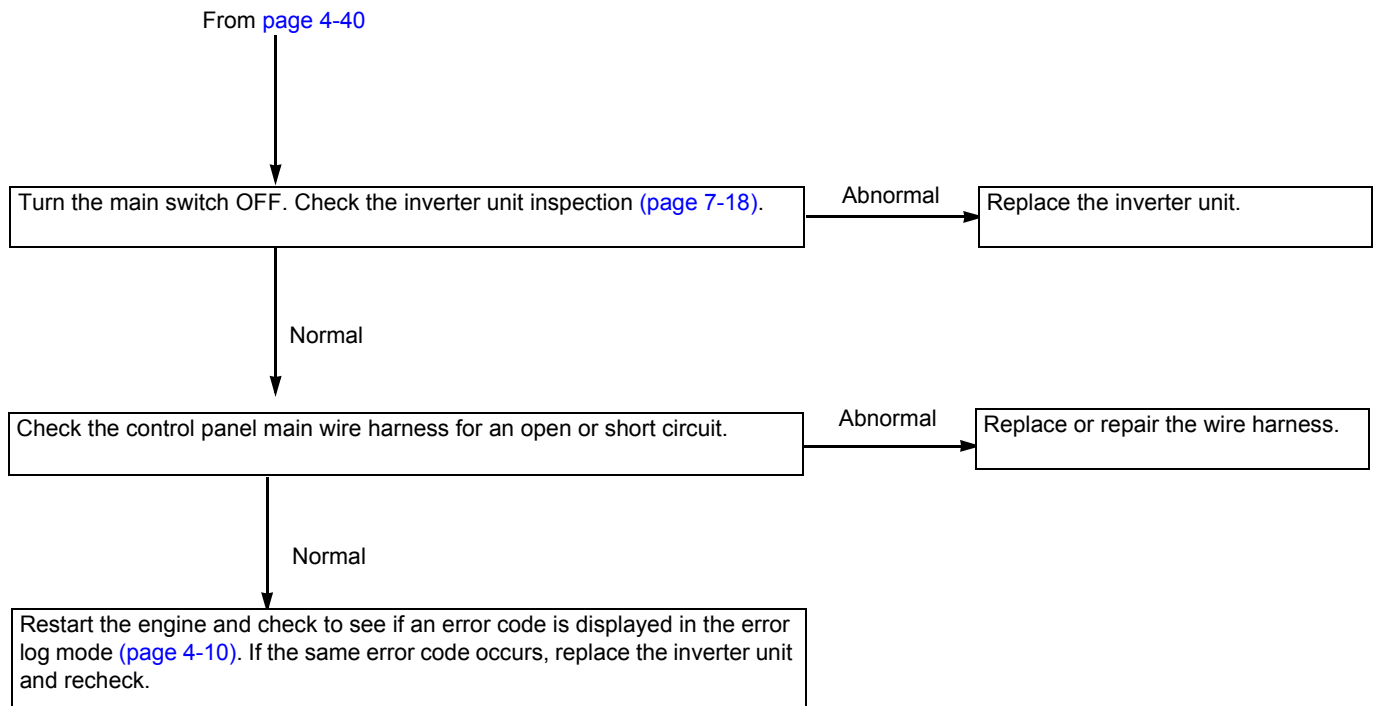 From page 4-40
Turn the main switch OFF. Check the inverter unit inspection (page 7-18).
Abnormal
Replace the inverter unit.
Normal
Check the control panel main wire harness for an open or short circuit.
Abnormal
Replace or repair the wire harness.
Normal
Restart the engine and check to see if an error code is displayed in the error
log mode (page 4-10). If the same error code occurs, replace the inverter unit
and recheck.